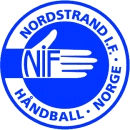 NORDSTRAND I.F.
NIF
HÅNDBALL · NORGE